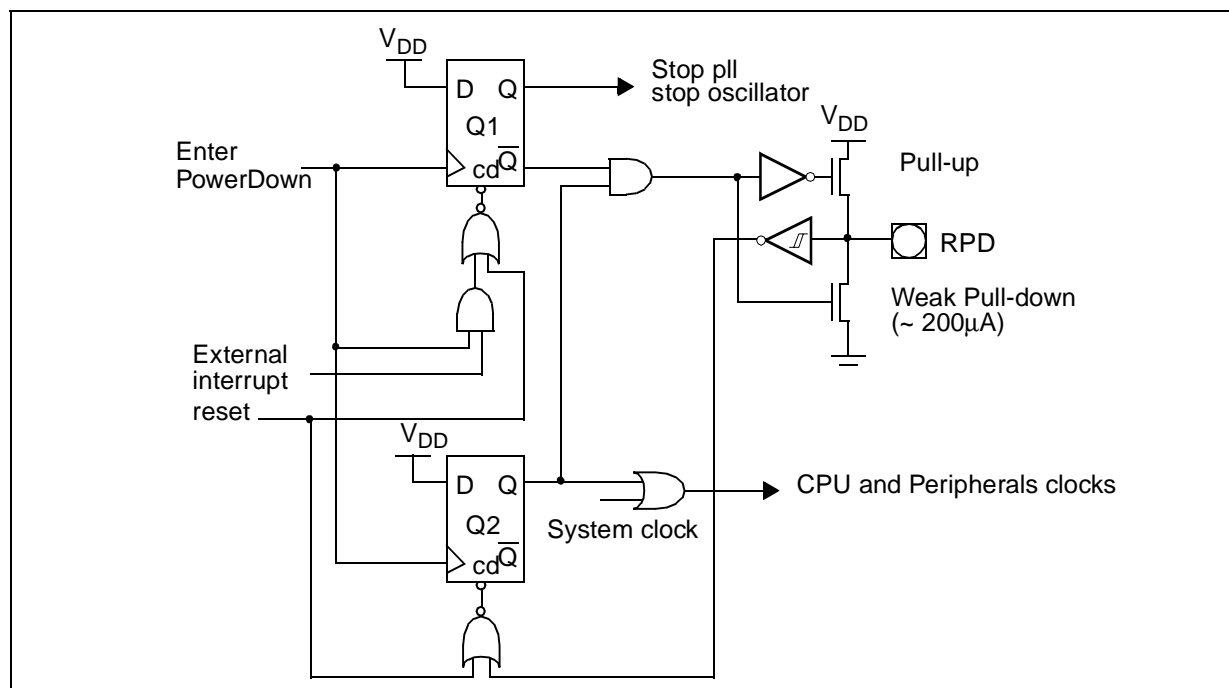 VDD
D Q
Q1
cd Q̅
Stop pll
stop oscillator
Enter
PowerDown
VDD
Pull-up
RPD
Weak Pull-down
(~ 200μA)
External
interrupt
reset
VDD
D Q
Q2
cd Q̅
System clock
CPU and Peripherals clocks